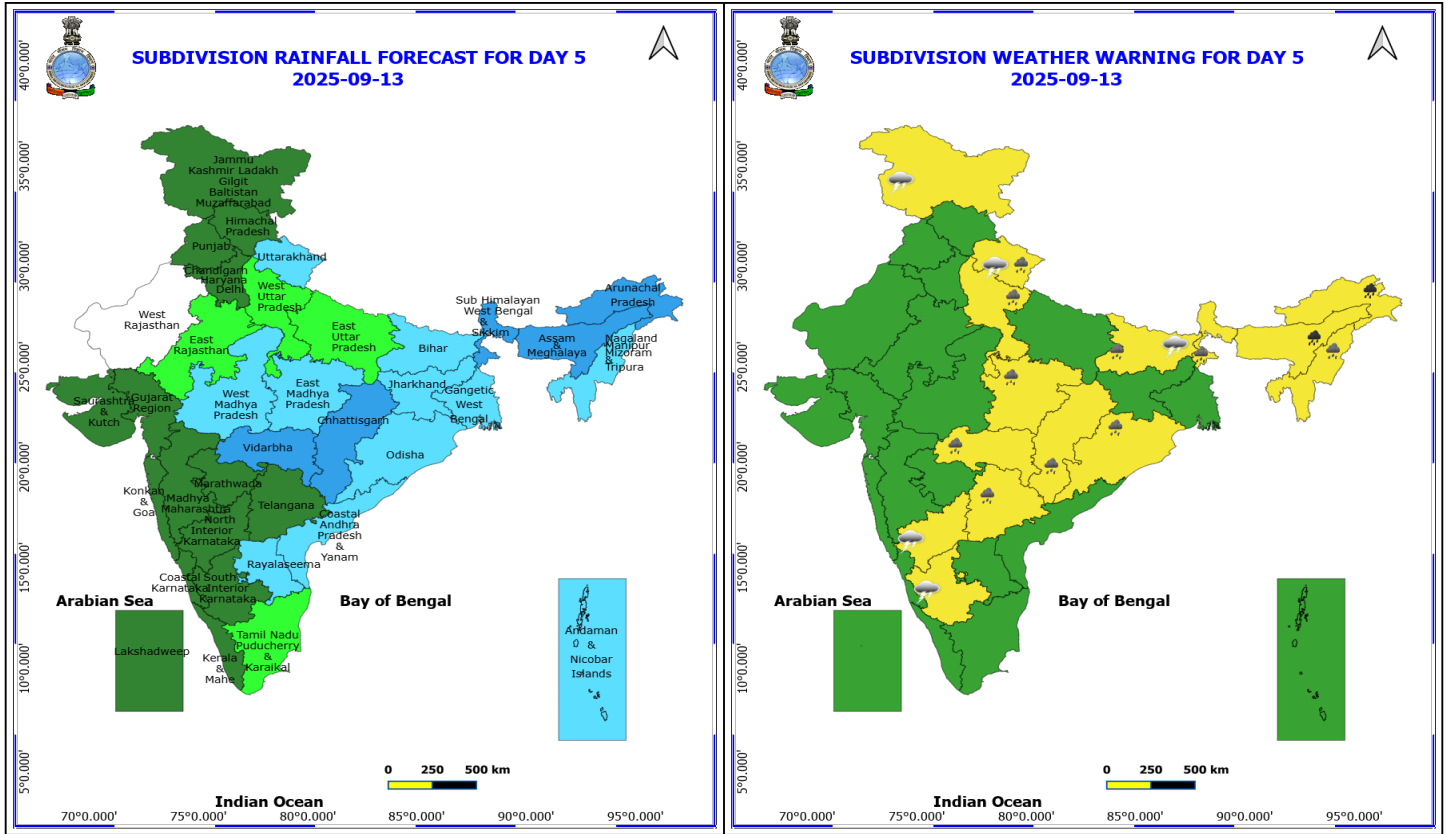 SUBDIVISION RAINFALL FORECAST FOR DAY 5
2025-09-13
40°0.000'
35°0.000'
30°0.000'
25°0.000'
20°0.000'
15°0.000'
10°0.000'
5°0.000'
Jammu
Kashmir Ladakh
Gilgit
Baltistan
Muzaffarabad
Himachal
Pradesh
Punjab
Chandigarh
Haryana
Delhi
Uttarakhand
West
Uttar
Pradesh
East
Uttar
Pradesh
West
Rajasthan
East
Rajasthan
Sub Himalayan
West Bengal
&
Sikkim
Arunachal
Pradesh
Assam
&
Meghalaya
Nagaland
Manipur
Mizoram
&
Tripura
Bihar
Jharkhand
Gangetic
West
Bengal
Saurashtra
&
Kutch
Gujarat
Region
West
Madhya
Pradesh
East
Madhya
Pradesh
Chhattisgarh
Vidarbha
Odisha
Konkan
&
Goa
Madhya
Maharashtra
Marathwada
Telangana
North
Interior
Karnataka
Coastal
Andhra
Pradesh
&
Yanam
Rayalaseema
Coastal
Karnataka
South
Interior
Karnataka
Tamil Nadu
Puducherry
&
Karaikal
Kerala
&
Mahe
Lakshadweep
Andaman
&
Nicobar
Islands
Arabian Sea
Bay of Bengal
Indian Ocean
0 250 500 km
70°0.000' 75°0.000' 80°0.000' 85°0.000' 90°0.000' 95°0.000'
SUBDIVISION WEATHER WARNING FOR DAY 5
2025-09-13
40°0.000'
35°0.000'
30°0.000'
25°0.000'
20°0.000'
15°0.000'
10°0.000'
5°0.000'
Arabian Sea
Bay of Bengal
Indian Ocean
0 250 500 km
70°0.000' 75°0.000' 80°0.000' 85°0.000' 90°0.000' 95°0.000'